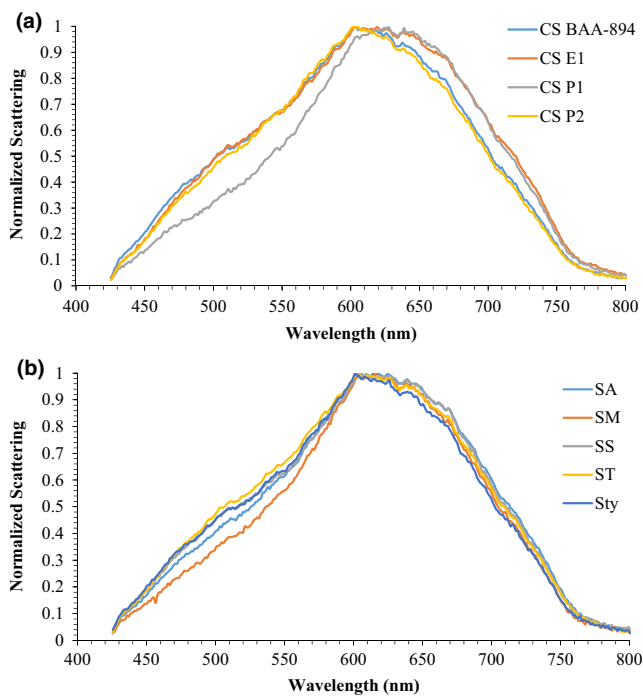 (a)
Normalized Scattering
1
0.9
0.8
0.7
0.6
0.5
0.4
0.3
0.2
0.1
0
400 450 500 550 600 650 700 750 800
Wavelength (nm)
CS BAA-894
CS E1
CS P1
CS P2
(b)
Normalized Scattering
1
0.9
0.8
0.7
0.6
0.5
0.4
0.3
0.2
0.1
0
400 450 500 550 600 650 700 750 800
Wavelength (nm)
SA
SM
SS
ST
Sty